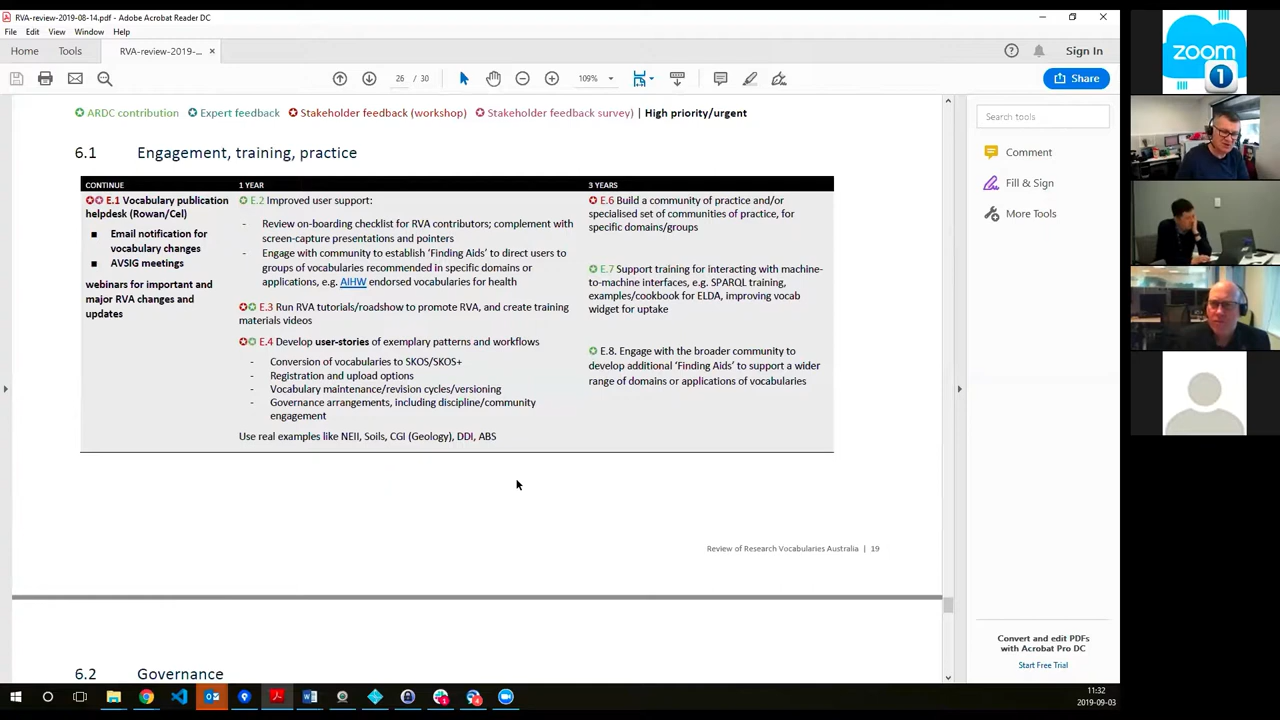 RVA-review-2019-08-14.pdf - Adobe Acrobat Reader DC
File Edit View Window Help
Home Tools RVA-review-2019-... × Sign In
26 / 30 109% Share
ARDC contribution Expert feedback Stakeholder feedback (workshop) Stakeholder feedback survey) | High priority/urgent
6.1 Engagement, training, practice
CONTINUE
E.1 Vocabulary publication
helpdesk (Rowan/Cel)
■ Email notification for
vocabulary changes
■ AVSIG meetings
webinars for important and
major RVA changes and
updates
1 YEAR
E.2 Improved user support:
- Review on-boarding checklist for RVA contributors; complement with
screen-capture presentations and pointers
- Engage with community to establish 'Finding Aids' to direct users to
groups of vocabularies recommended in specific domains or
applications, e.g. AIHW endorsed vocabularies for health
E.3 Run RVA tutorials/roadshow to promote RVA, and create training
materials videos
E.4 Develop user-stories of exemplary patterns and workflows
- Conversion of vocabularies to SKOS/SKOS+
- Registration and upload options
- Vocabulary maintenance/revision cycles/versioning
- Governance arrangements, including discipline/community
engagement
Use real examples like NEII, Soils, CGI (Geology), DDI, ABS
3 YEARS
E.6 Build a community of practice and/or
specialised set of communities of practice, for
specific domains/groups
E.7 Support training for interacting with machine-
to-machine interfaces, e.g. SPARQL training,
examples/cookbook for ELDA, improving vocab
widget for uptake
E.8. Engage with the broader community to
develop additional 'Finding Aids' to support a wider
range of domains or applications of vocabularies
Review of Research Vocabularies Australia | 19
6.2 Governance
Search tools
Comment
Fill & Sign
More Tools
Convert and edit PDFs
with Acrobat Pro DC
Start Free Trial
zoom
1
11:32
2019-09-03